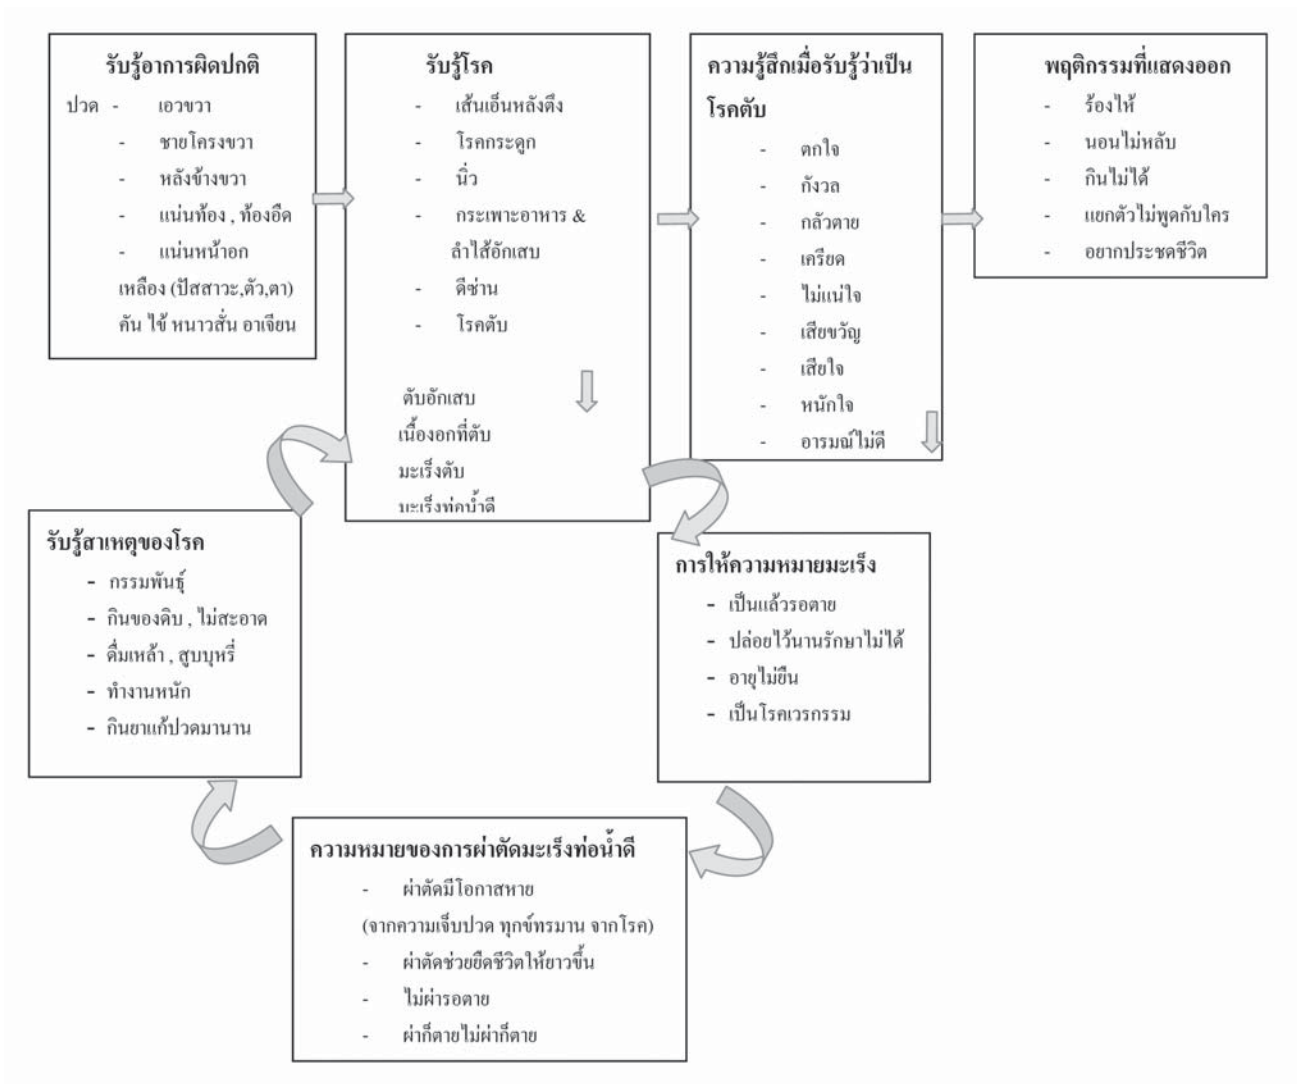 รับรู้อาการผิดปกติ
ปวด - เอวขวา
- ชายโครงขวา
- หลังข้างขวา
- แน่นท้อง , ท้องอืด
- แน่นหน้าอก
เหลือง (ปัสสาวะ,ตัว,ตา)
คัน ไข้ หนาวสั่น อาเจียน
รับรู้โรค
- เส้นเอ็นหลังตึง
- โรคกระดูก
- นิ่ว
- กระเพาะอาหาร &
ลำไส้อักเสบ
- ดีซ่าน
- โรคตับ
ตับอักเสบ
เนื้องอกที่ตับ
มะเร็งตับ
มะเร็งท่อน้ำดี
ความรู้สึกเมื่อรับรู้ว่าเป็น
โรคตับ
- ตกใจ
- กังวล
- กลัวตาย
- เครียด
- ไม่แน่ใจ
- เสียขวัญ
- เสียใจ
- หนักใจ
- อารมณ์ไม่ดี
พฤติกรรมที่แสดงออก
- ร้องไห้
- นอนไม่หลับ
- กินไม่ได้
- แยกตัวไม่พูดกับใคร
- อยากประชดชีวิต
รับรู้สาเหตุของโรค
- กรรมพันธุ์
- กินของดิบ , ไม่สะอาด
- ดื่มเหล้า , สูบบุหรี่
- ทำงานหนัก
- กินยาแก้ปวดมานาน
การให้ความหมายมะเร็ง
- เป็นแล้วรอตาย
- ปล่อยไว้นานรักษาไม่ได้
- อายุไม่ยืน
- เป็นโรคเวรกรรม
ความหมายของการผ่าตัดมะเร็งท่อน้ำดี
- ผ่าตัดมีโอกาสหาย
(จากความเจ็บปวด ทุกข์ทรมาน จากโรค)
- ผ่าตัดช่วยยืดชีวิตให้ยาวขึ้น
- ไม่ผ่ารอตาย
- ผ่าก็ตายไม่ผ่าก็ตาย